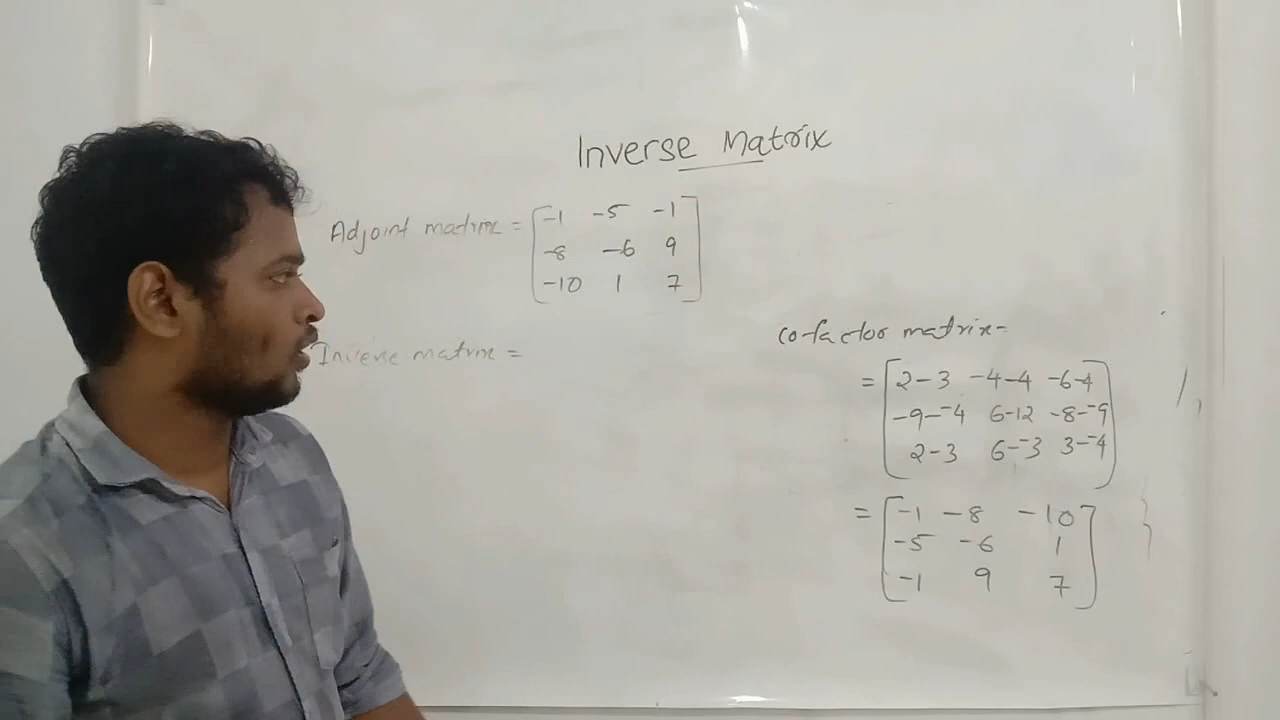 Inverse Matrix
Adjoint matrix = [ -1 -5 -1
-8 -6 9
-10 1 7 ]
Inverse matrix =
Co-factor matrix-
= [ 2-3 -4-4 -6-4
-9--4 6-12 -8--9
2-3 6--3 3--4 ]
= [ -1 -8 -10
-5 -6 1
-1 9 7 ]